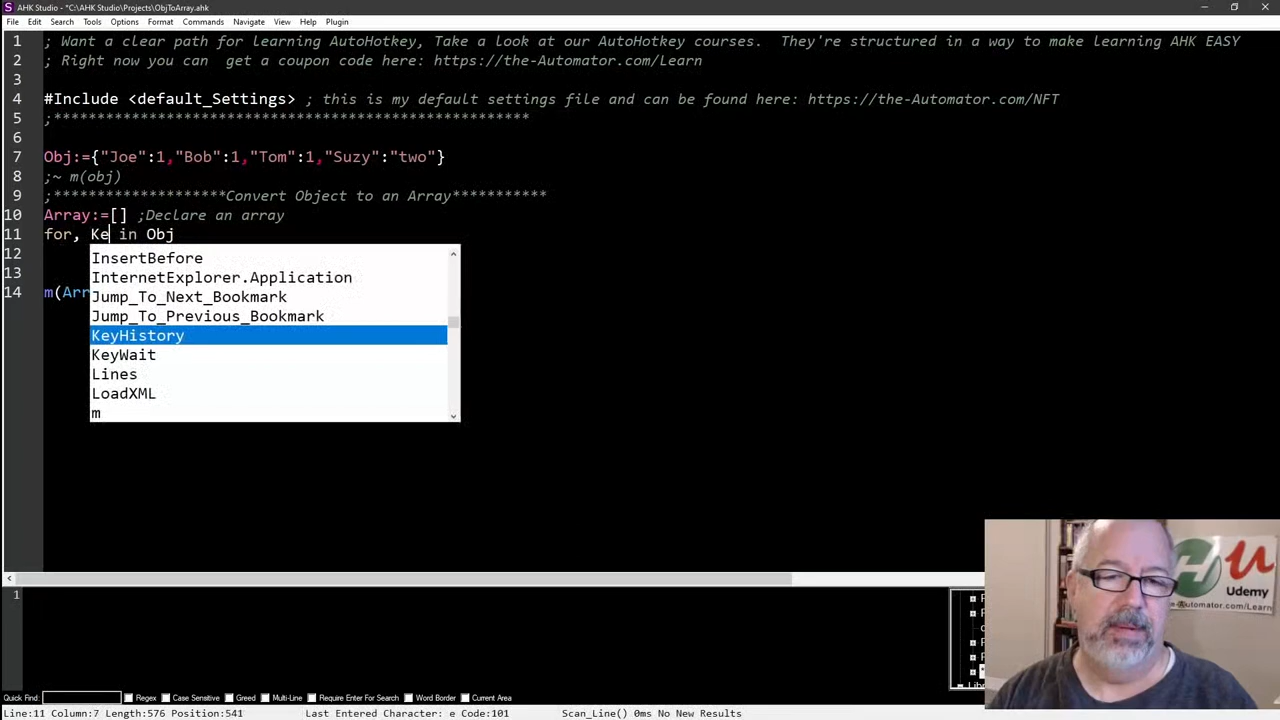 AHK Studio - *C:\AHK Studio\Projects\ObjToArray.ahk
File Edit Search Tools Options Format Commands Navigate View Help Plugin
1 ; Want a clear path for learning AutoHotkey, Take a look at our AutoHotkey courses.  They're structured in a way to make learning AHK EASY
2 ; Right now you can  get a coupon code here: https://the-Automator.com/Learn
3
4 #Include <default_Settings> ; this is my default settings file and can be found here: https://the-Automator.com/NFT
5 ;**************************************************
6
7 Obj:={"Joe":1,"Bob":1,"Tom":1,"Suzy":"two"}
8 ;~ m(obj)
9 ;********************Convert Object to an Array***********
10 Array:=[] ;Declare an array
11 for, Ke in Obj
12
13
14 m(Arr
InsertBefore
InternetExplorer.Application
Jump_To_Next_Bookmark
Jump_To_Previous_Bookmark
KeyHistory
KeyWait
Lines
LoadXML
m
1
Udemy
the-Automator.com/Learn
Quick Find: Regex Case Sensitive Greed Multi-Line Require Enter For Search Word Border Current Area
Line:11 Column:7 Length:576 Position:541 Last Entered Character: e Code:101 Scan_Line() 0ms No New Results